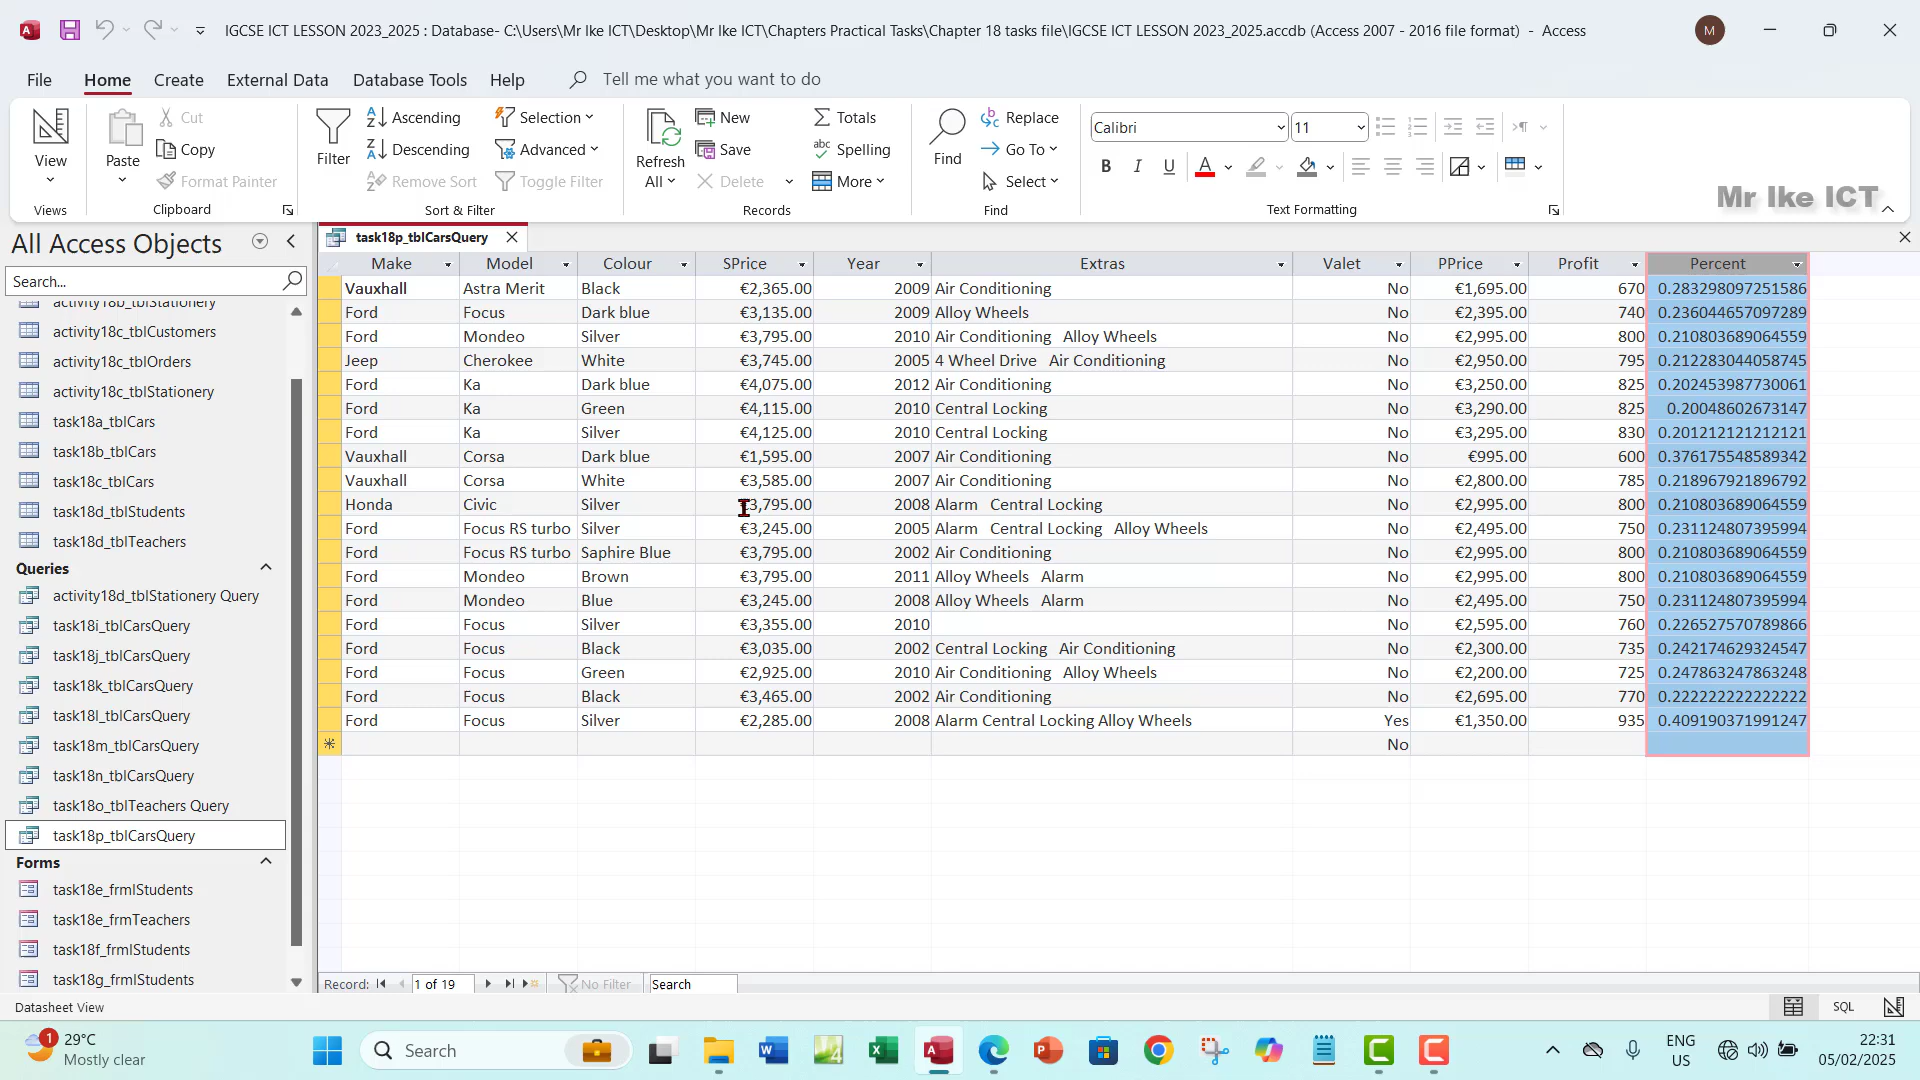 IGCSE ICT LESSON 2023_2025 : Database- C:\Users\Mr Ike ICT\Desktop\Mr Ike ICT\Chapters Practical Tasks\Chapter 18 tasks file\IGCSE ICT LESSON 2023_2025.accdb (Access 2007 - 2016 file format) - Access
M
File Home Create External Data Database Tools Help Tell me what you want to do
View
Views
Paste
Cut
Copy
Format Painter
Clipboard
Filter
Ascending
Descending
Remove Sort
Selection
Advanced
Toggle Filter
Sort & Filter
Refresh All
New
Save
Delete
Totals
Spelling
More
Records
Find
Replace
Go To
Select
Find
Calibri 11
B I U A
Text Formatting
Mr Ike ICT
All Access Objects
Search...
activity18b_tblStationery
activity18c_tblCustomers
activity18c_tblOrders
activity18c_tblStationery
task18a_tblCars
task18b_tblCars
task18c_tblCars
task18d_tblStudents
task18d_tblTeachers
Queries
activity18d_tblStationery Query
task18i_tblCarsQuery
task18j_tblCarsQuery
task18k_tblCarsQuery
task18l_tblCarsQuery
task18m_tblCarsQuery
task18n_tblCarsQuery
task18o_tblTeachers Query
task18p_tblCarsQuery
Forms
task18e_frmlStudents
task18e_frmTeachers
task18f_frmlStudents
task18g_frmlStudents
task18p_tblCarsQuery
Make Model Colour SPrice Year Extras Valet PPrice Profit Percent
Vauxhall Astra Merit Black €2,365.00 2009 Air Conditioning No €1,695.00 670 0.283298097251586
Ford Focus Dark blue €3,135.00 2009 Alloy Wheels No €2,395.00 740 0.236044657097289
Ford Mondeo Silver €3,795.00 2010 Air Conditioning Alloy Wheels No €2,995.00 800 0.210803689064559
Jeep Cherokee White €3,745.00 2005 4 Wheel Drive Air Conditioning No €2,950.00 795 0.212283044058745
Ford Ka Dark blue €4,075.00 2012 Air Conditioning No €3,250.00 825 0.202453987730061
Ford Ka Green €4,115.00 2010 Central Locking No €3,290.00 825 0.20048602673147
Ford Ka Silver €4,125.00 2010 Central Locking No €3,295.00 830 0.201212121212121
Vauxhall Corsa Dark blue €1,595.00 2007 Air Conditioning No €995.00 600 0.376175548589342
Vauxhall Corsa White €3,585.00 2007 Air Conditioning No €2,800.00 785 0.218967921896792
Honda Civic Silver €3,795.00 2008 Alarm Central Locking No €2,995.00 800 0.210803689064559
Ford Focus RS turbo Silver €3,245.00 2005 Alarm Central Locking Alloy Wheels No €2,495.00 750 0.231124807395994
Ford Focus RS turbo Saphire Blue €3,795.00 2002 Air Conditioning No €2,995.00 800 0.210803689064559
Ford Mondeo Brown €3,795.00 2011 Alloy Wheels Alarm No €2,995.00 800 0.210803689064559
Ford Mondeo Blue €3,245.00 2008 Alloy Wheels Alarm No €2,495.00 750 0.231124807395994
Ford Focus Silver €3,355.00 2010 No €2,595.00 760 0.226527570789866
Ford Focus Black €3,035.00 2002 Central Locking Air Conditioning No €2,300.00 735 0.242174629324547
Ford Focus Green €2,925.00 2010 Air Conditioning Alloy Wheels No €2,200.00 725 0.247863247863248
Ford Focus Black €3,465.00 2002 Air Conditioning No €2,695.00 770 0.222222222222222
Ford Focus Silver €2,285.00 2008 Alarm Central Locking Alloy Wheels Yes €1,350.00 935 0.409190371991247
No
Record: 1 of 19 No Filter Search
Datasheet View
SQL
1
29°C
Mostly clear
Search
ENG
US
22:31
05/02/2025